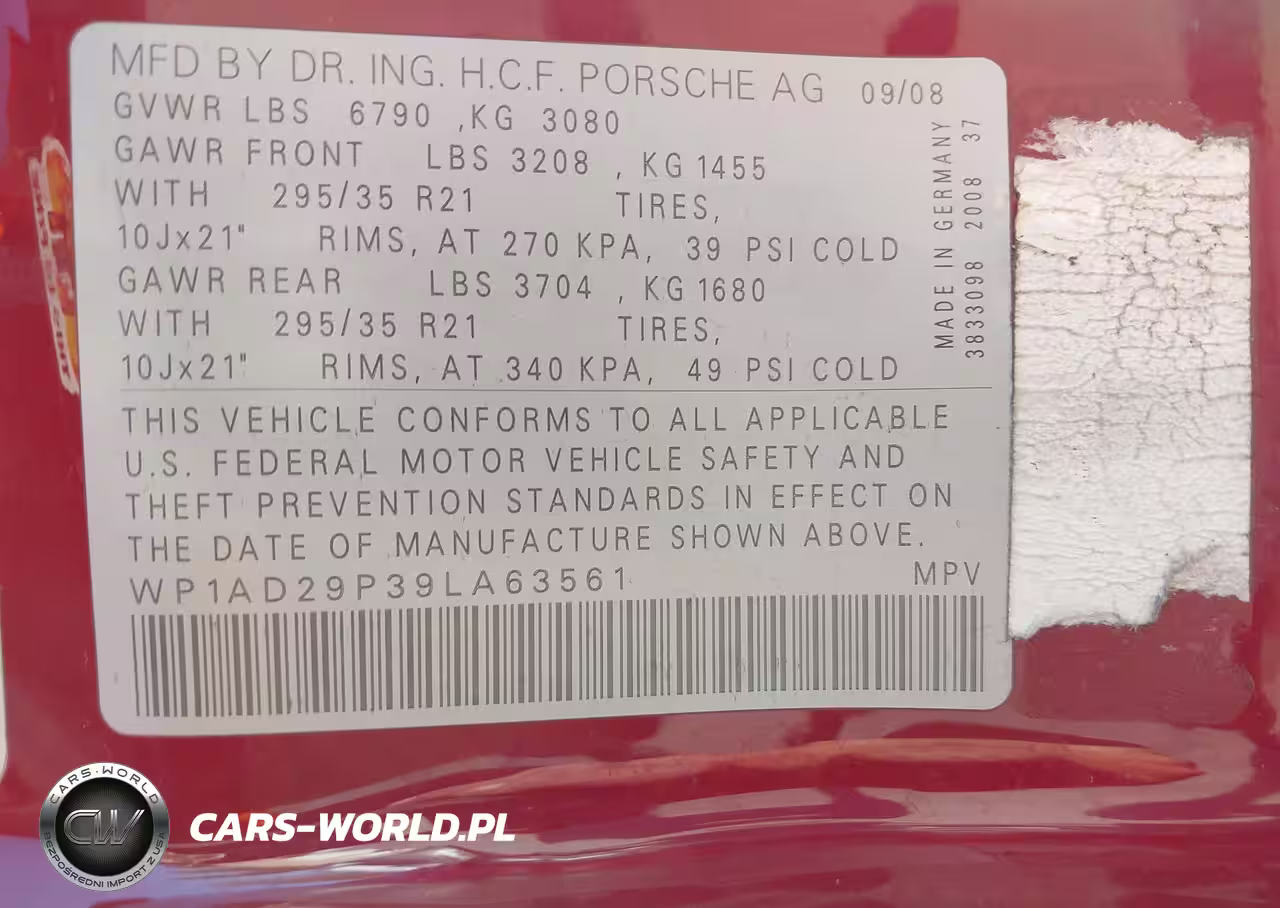 MFD BY DR. ING. H.C.F. PORSCHE AG 09/08
GVWR LBS 6790 ,KG 3080
GAWR FRONT LBS 3208 , KG 1455
WITH 295/35 R21 TIRES,
10Jx21" RIMS, AT 270 KPA, 39 PSI COLD
GAWR REAR LBS 3704 , KG 1680
WITH 295/35 R21 TIRES,
10Jx21" RIMS, AT 340 KPA, 49 PSI COLD
MADE IN GERMANY
3833098 2008 37
THIS VEHICLE CONFORMS TO ALL APPLICABLE
U.S. FEDERAL MOTOR VEHICLE SAFETY AND
THEFT PREVENTION STANDARDS IN EFFECT ON
THE DATE OF MANUFACTURE SHOWN ABOVE.
WP1AD29P39LA63561 MPV
CARS-WORLD
CW
BEZPOŚREDNI IMPORT Z USA
CARS-WORLD.PL